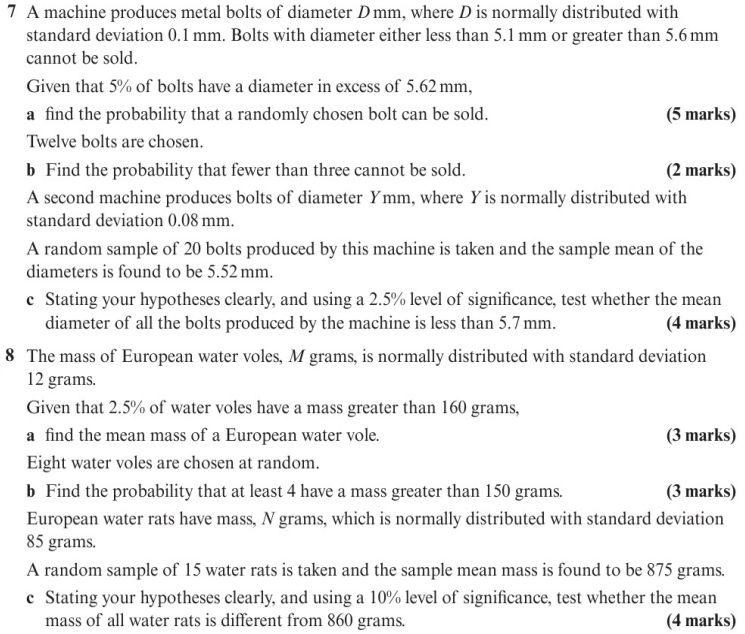 7 A machine produces metal bolts of diameter D mm, where D is normally distributed with
standard deviation 0.1 mm. Bolts with diameter either less than 5.1 mm or greater than 5.6 mm
cannot be sold.
Given that 5% of bolts have a diameter in excess of 5.62 mm,
a find the probability that a randomly chosen bolt can be sold. (5 marks)
Twelve bolts are chosen.
b Find the probability that fewer than three cannot be sold. (2 marks)
A second machine produces bolts of diameter Y mm, where Y is normally distributed with
standard deviation 0.08 mm.
A random sample of 20 bolts produced by this machine is taken and the sample mean of the
diameters is found to be 5.52 mm.
c Stating your hypotheses clearly, and using a 2.5% level of significance, test whether the mean
diameter of all the bolts produced by the machine is less than 5.7 mm. (4 marks)
8 The mass of European water voles, M grams, is normally distributed with standard deviation
12 grams.
Given that 2.5% of water voles have a mass greater than 160 grams,
a find the mean mass of a European water vole. (3 marks)
Eight water voles are chosen at random.
b Find the probability that at least 4 have a mass greater than 150 grams. (3 marks)
European water rats have mass, N grams, which is normally distributed with standard deviation
85 grams.
A random sample of 15 water rats is taken and the sample mean mass is found to be 875 grams.
c Stating your hypotheses clearly, and using a 10% level of significance, test whether the mean
mass of all water rats is different from 860 grams. (4 marks)